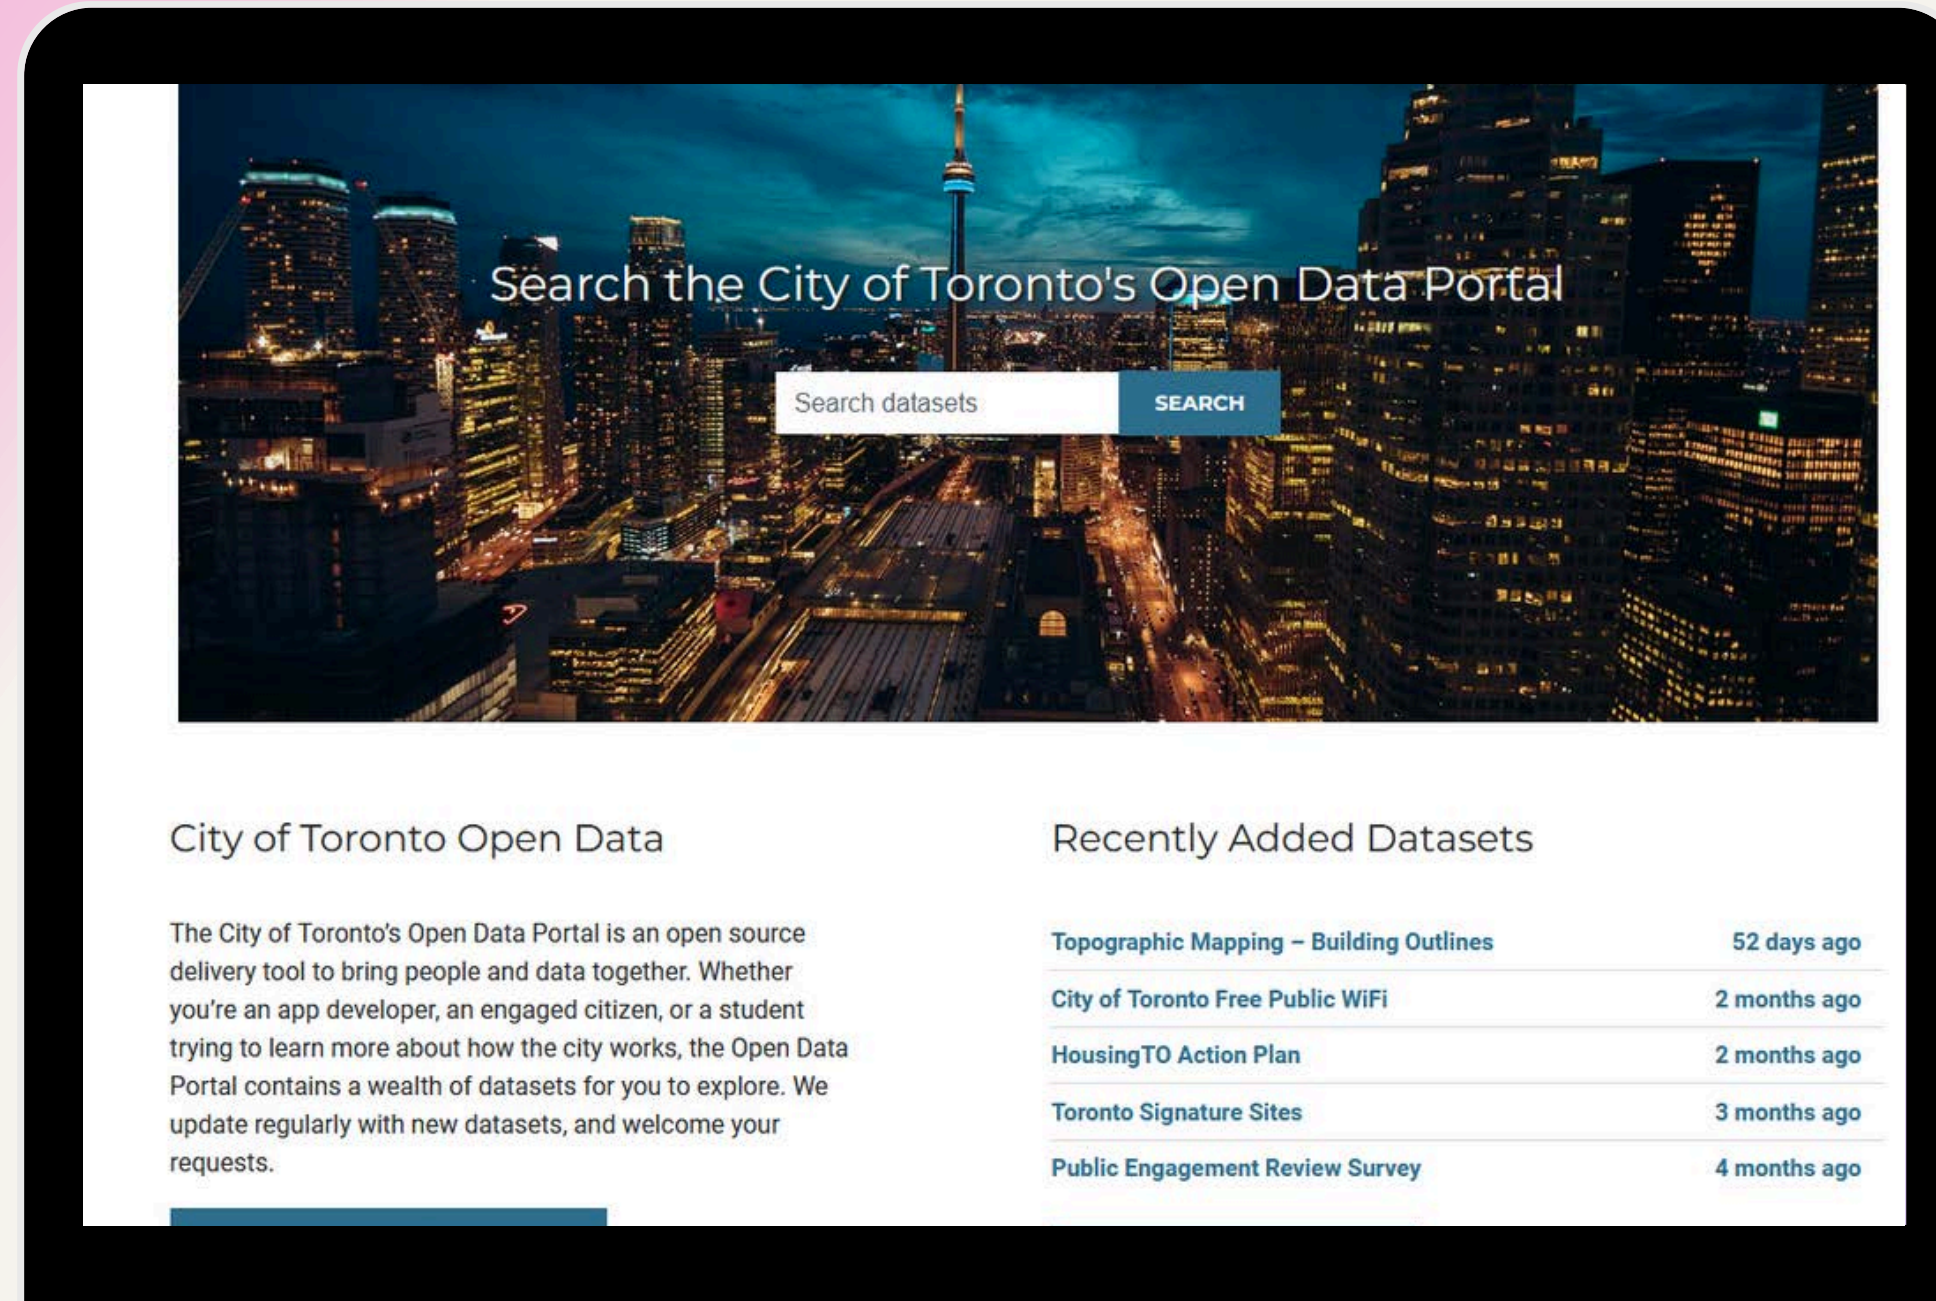 Search the City of Toronto's Open Data Portal
Search datasets
SEARCH
City of Toronto Open Data
The City of Toronto's Open Data Portal is an open source
delivery tool to bring people and data together. Whether
you're an app developer, an engaged citizen, or a student
trying to learn more about how the city works, the Open Data
Portal contains a wealth of datasets for you to explore. We
update regularly with new datasets, and welcome your
requests.
Recently Added Datasets
Topographic Mapping – Building Outlines 52 days ago
City of Toronto Free Public WiFi 2 months ago
HousingTO Action Plan 2 months ago
Toronto Signature Sites 3 months ago
Public Engagement Review Survey 4 months ago